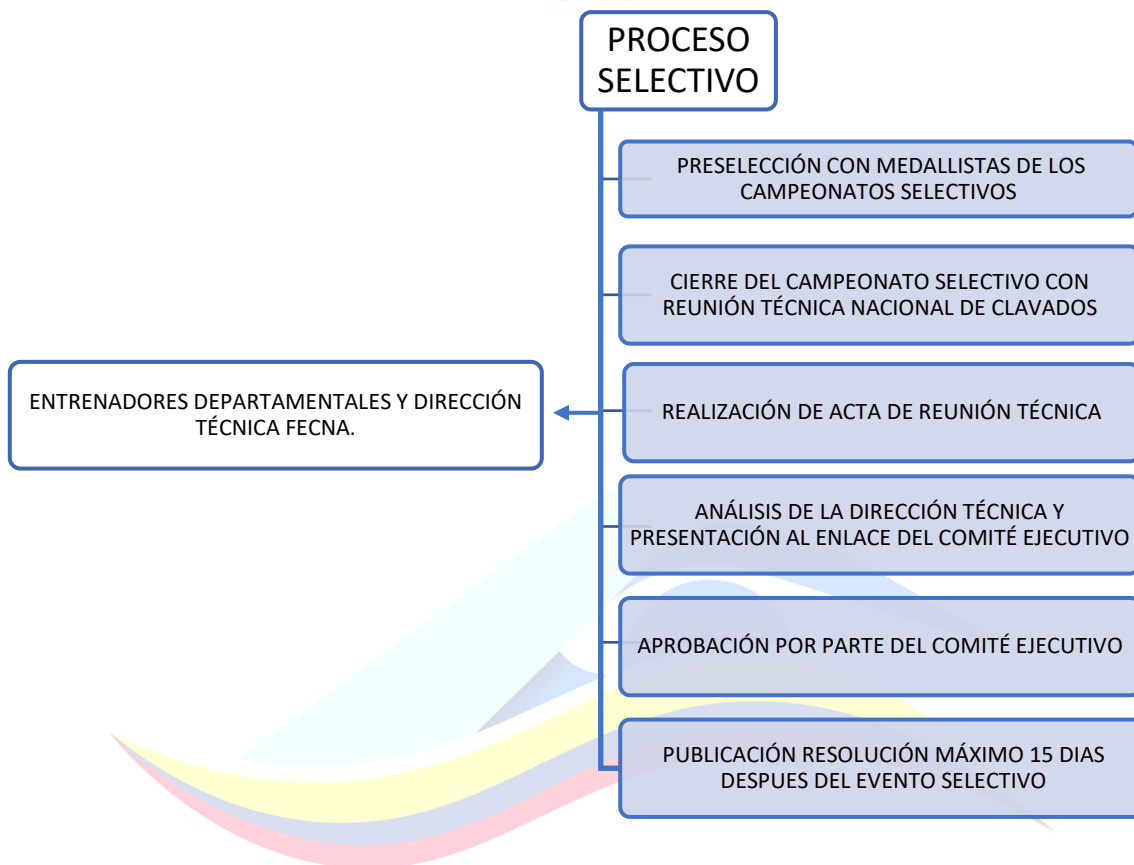 PROCESO
SELECTIVO
PRESELECCIÓN CON MEDALLISTAS DE LOS
CAMPEONATOS SELECTIVOS
CIERRE DEL CAMPEONATO SELECTIVO CON
REUNIÓN TÉCNICA NACIONAL DE CLAVADOS
ENTRENADORES DEPARTAMENTALES Y DIRECCIÓN
TÉCNICA FECNA.
REALIZACIÓN DE ACTA DE REUNIÓN TÉCNICA
ANÁLISIS DE LA DIRECCIÓN TÉCNICA Y
PRESENTACIÓN AL ENLACE DEL COMITÉ EJECUTIVO
APROBACIÓN POR PARTE DEL COMITÉ EJECUTIVO
PUBLICACIÓN RESOLUCIÓN MÁXIMO 15 DIAS
DESPUES DEL EVENTO SELECTIVO